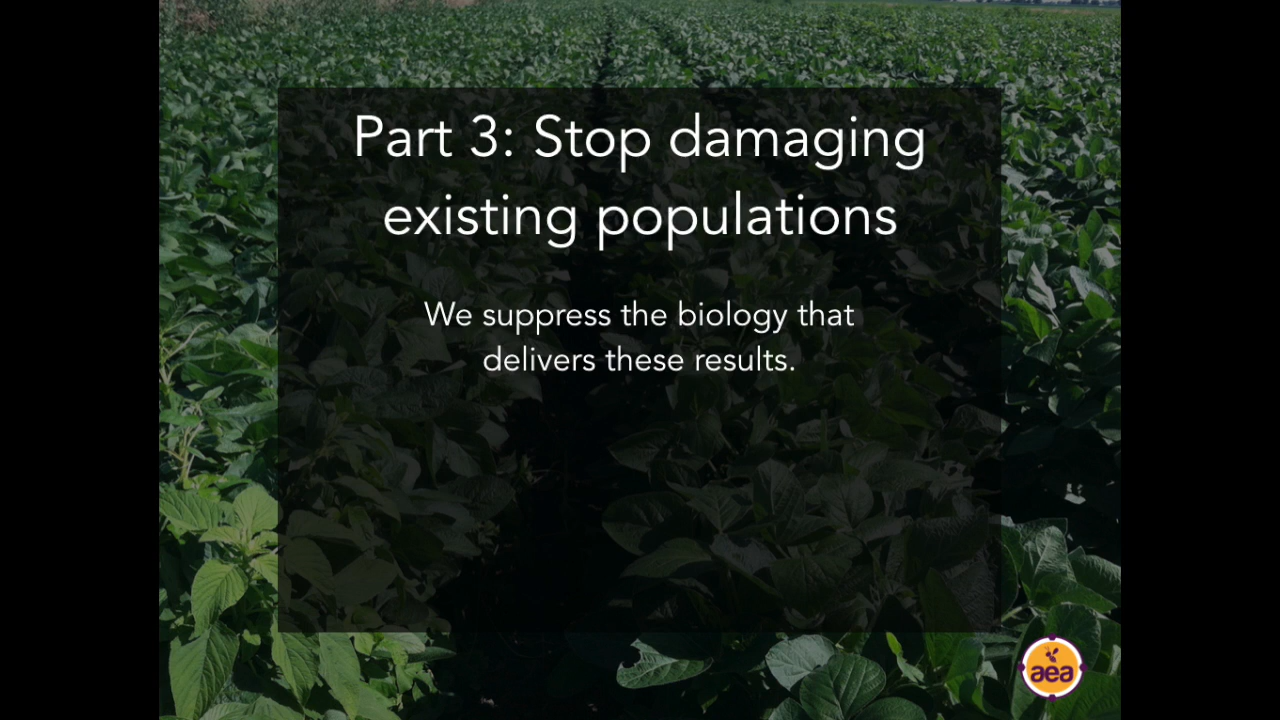 Part 3: Stop damaging
existing populations
We suppress the biology that
delivers these results.
aea